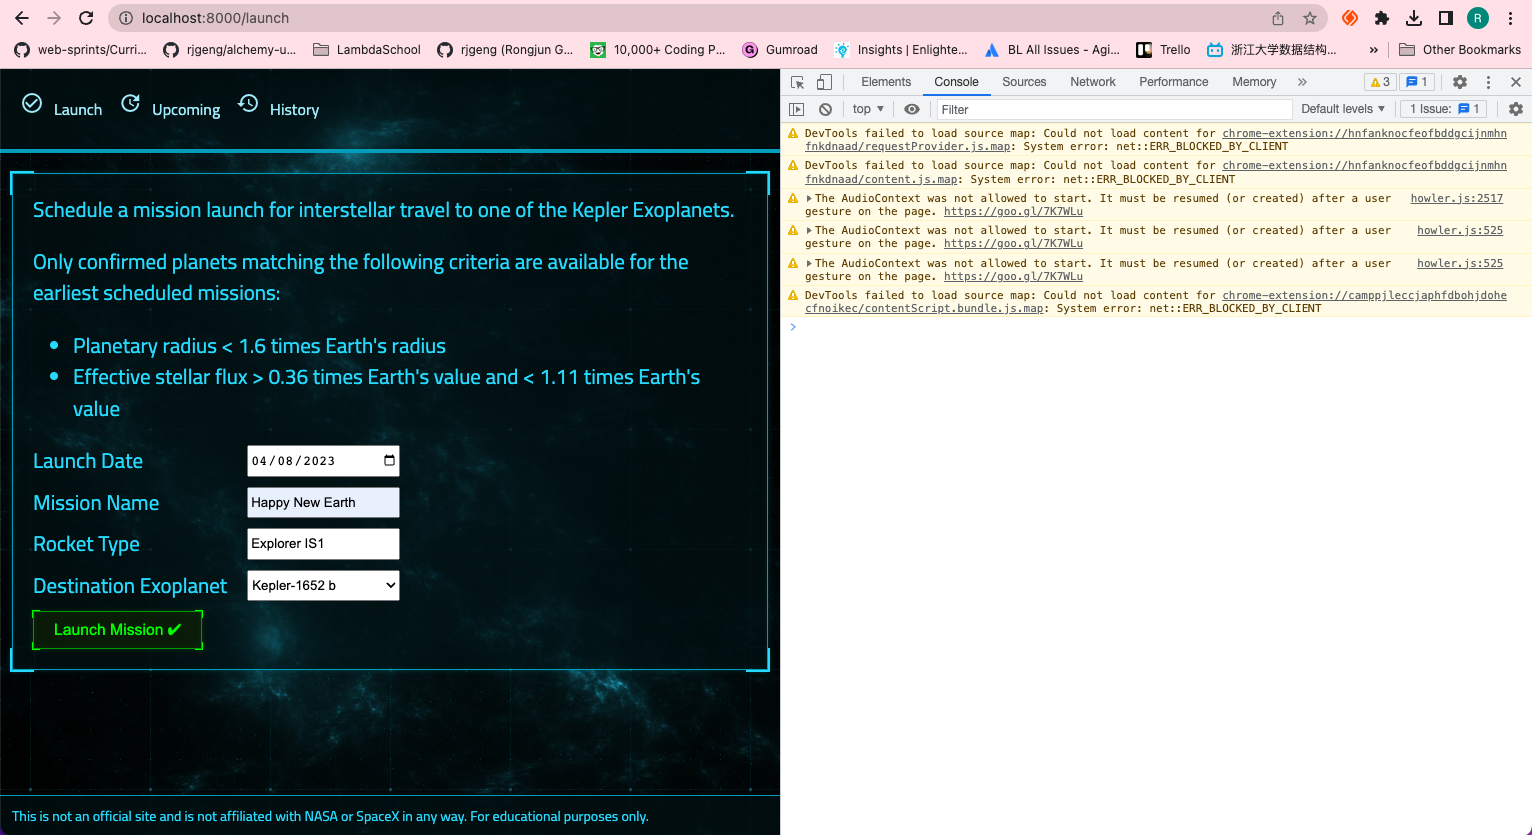 localhost:8000/launch
R
web-sprints/Curri...
rjgeng/alchemy-u...
LambdaSchool
rjgeng (Rongjun G...
10,000+ Coding P...
Gumroad
Insights | Enlighte...
BL All Issues - Agi...
Trello
浙江大学数据结构...
»
Other Bookmarks
Launch
Upcoming
History
Schedule a mission launch for interstellar travel to one of the Kepler Exoplanets.
Only confirmed planets matching the following criteria are available for the
earliest scheduled missions:
Planetary radius < 1.6 times Earth's radius
Effective stellar flux > 0.36 times Earth's value and < 1.11 times Earth's
value
Launch Date
04/08/2023
Mission Name
Happy New Earth
Rocket Type
Explorer IS1
Destination Exoplanet
Kepler-1652 b
Launch Mission ✔
This is not an official site and is not affiliated with NASA or SpaceX in any way. For educational purposes only.
Elements
Console
Sources
Network
Performance
Memory
»
3
1
top
Filter
Default levels
1 Issue: 1
DevTools failed to load source map: Could not load content for chrome-extension://hnfanknocfeofbddgcijnmhn
fnkdnaad/requestProvider.js.map: System error: net::ERR_BLOCKED_BY_CLIENT
DevTools failed to load source map: Could not load content for chrome-extension://hnfanknocfeofbddgcijnmhn
fnkdnaad/content.js.map: System error: net::ERR_BLOCKED_BY_CLIENT
The AudioContext was not allowed to start. It must be resumed (or created) after a user howler.js:2517
gesture on the page. https://goo.gl/7K7WLu
The AudioContext was not allowed to start. It must be resumed (or created) after a user howler.js:525
gesture on the page. https://goo.gl/7K7WLu
The AudioContext was not allowed to start. It must be resumed (or created) after a user howler.js:525
gesture on the page. https://goo.gl/7K7WLu
DevTools failed to load source map: Could not load content for chrome-extension://camppjleccjaphfdbohjdohe
cfnoikec/contentScript.bundle.js.map: System error: net::ERR_BLOCKED_BY_CLIENT